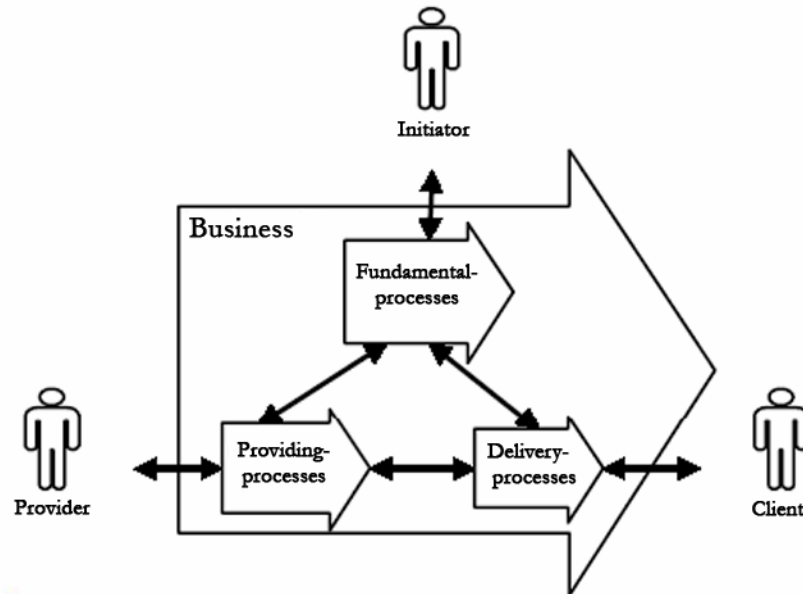 Initiator
Business
Fundamental-
processes
Providing-
processes
Delivery-
processes
Provider
Client